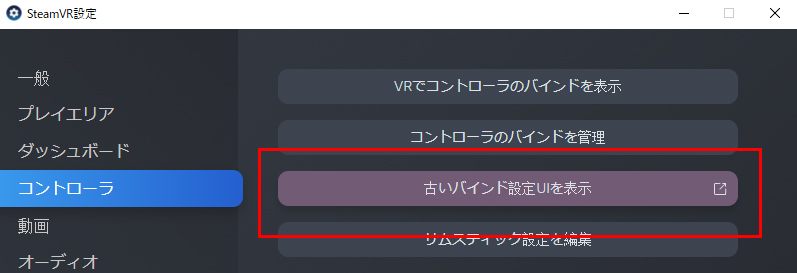 SteamVR設定
一般
プレイエリア
ダッシュボード
コントローラ
動画
オーディオ
VRでコントローラのバインドを表示
コントローラのバインドを管理
古いバインド設定UIを表示
サムスティック設定を編集